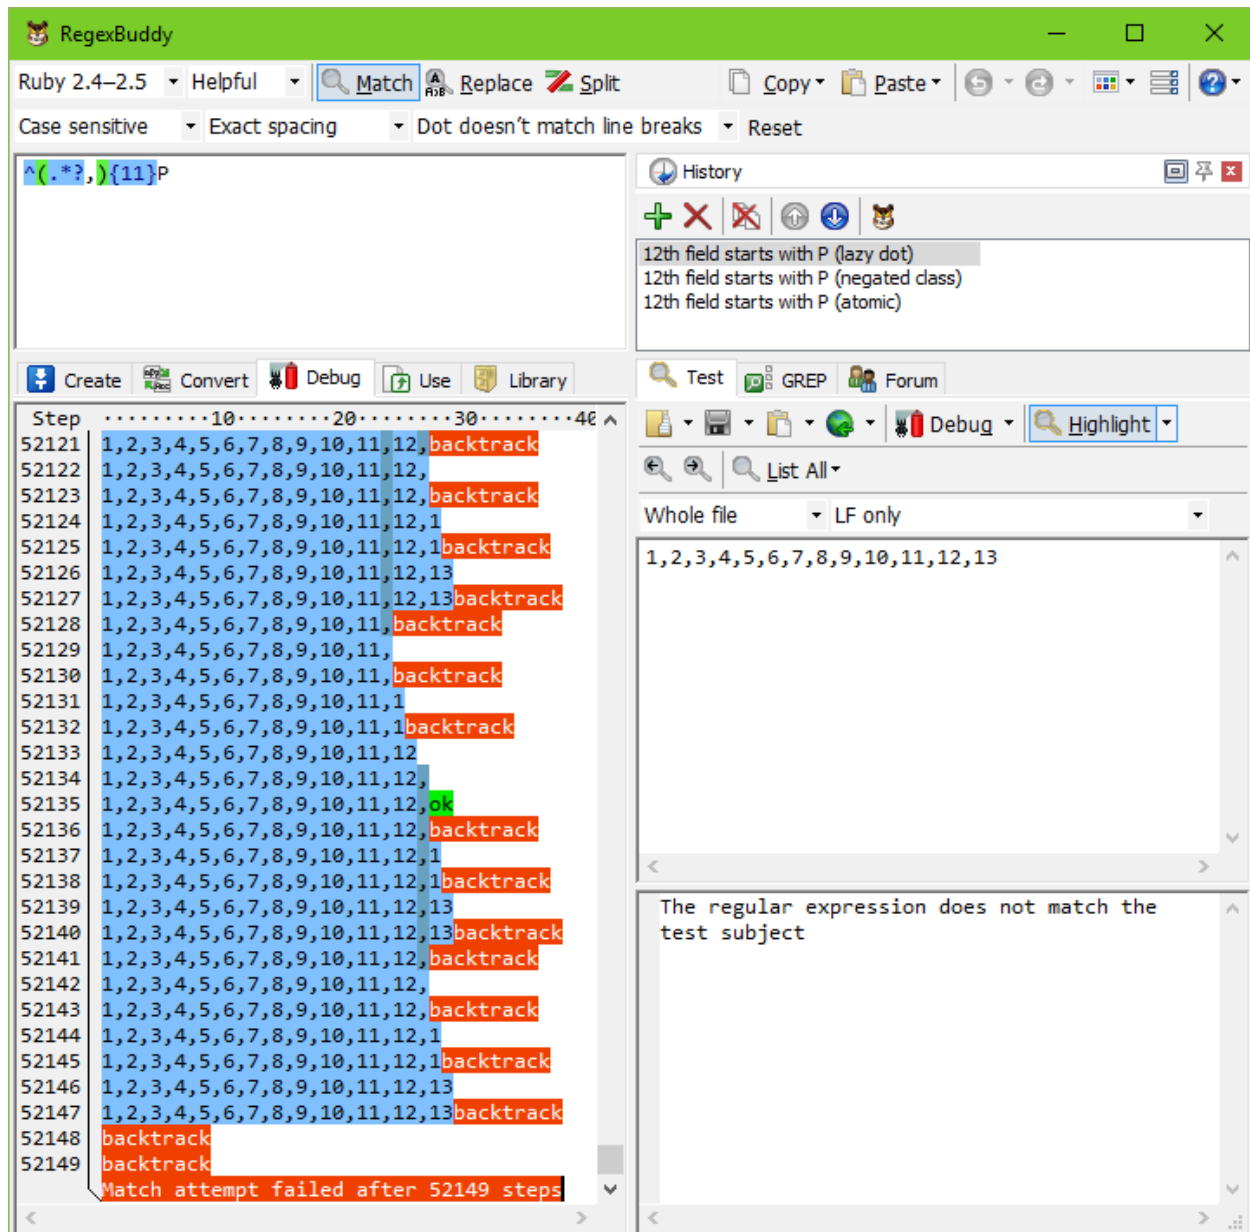 RegexBuddy
Ruby 2.4–2.5 Helpful Match Replace Split Copy Paste
Case sensitive Exact spacing Dot doesn't match line breaks Reset
^(.*?,){11}P
History
12th field starts with P (lazy dot)
12th field starts with P (negated class)
12th field starts with P (atomic)
Create Convert Debug Use Library
Test GREP Forum
Step ·········10········20········30········40
52121 1,2,3,4,5,6,7,8,9,10,11,12,backtrack
52122 1,2,3,4,5,6,7,8,9,10,11,12,
52123 1,2,3,4,5,6,7,8,9,10,11,12,backtrack
52124 1,2,3,4,5,6,7,8,9,10,11,12,1
52125 1,2,3,4,5,6,7,8,9,10,11,12,1backtrack
52126 1,2,3,4,5,6,7,8,9,10,11,12,13
52127 1,2,3,4,5,6,7,8,9,10,11,12,13backtrack
52128 1,2,3,4,5,6,7,8,9,10,11,backtrack
52129 1,2,3,4,5,6,7,8,9,10,11,
52130 1,2,3,4,5,6,7,8,9,10,11,backtrack
52131 1,2,3,4,5,6,7,8,9,10,11,1
52132 1,2,3,4,5,6,7,8,9,10,11,1backtrack
52133 1,2,3,4,5,6,7,8,9,10,11,12
52134 1,2,3,4,5,6,7,8,9,10,11,12,
52135 1,2,3,4,5,6,7,8,9,10,11,12,ok
52136 1,2,3,4,5,6,7,8,9,10,11,12,backtrack
52137 1,2,3,4,5,6,7,8,9,10,11,12,1
52138 1,2,3,4,5,6,7,8,9,10,11,12,1backtrack
52139 1,2,3,4,5,6,7,8,9,10,11,12,13
52140 1,2,3,4,5,6,7,8,9,10,11,12,13backtrack
52141 1,2,3,4,5,6,7,8,9,10,11,12,backtrack
52142 1,2,3,4,5,6,7,8,9,10,11,12,
52143 1,2,3,4,5,6,7,8,9,10,11,12,backtrack
52144 1,2,3,4,5,6,7,8,9,10,11,12,1
52145 1,2,3,4,5,6,7,8,9,10,11,12,1backtrack
52146 1,2,3,4,5,6,7,8,9,10,11,12,13
52147 1,2,3,4,5,6,7,8,9,10,11,12,13backtrack
52148 backtrack
52149 backtrack
Match attempt failed after 52149 steps
Debug Highlight
List All
Whole file LF only
1,2,3,4,5,6,7,8,9,10,11,12,13
The regular expression does not match the
test subject